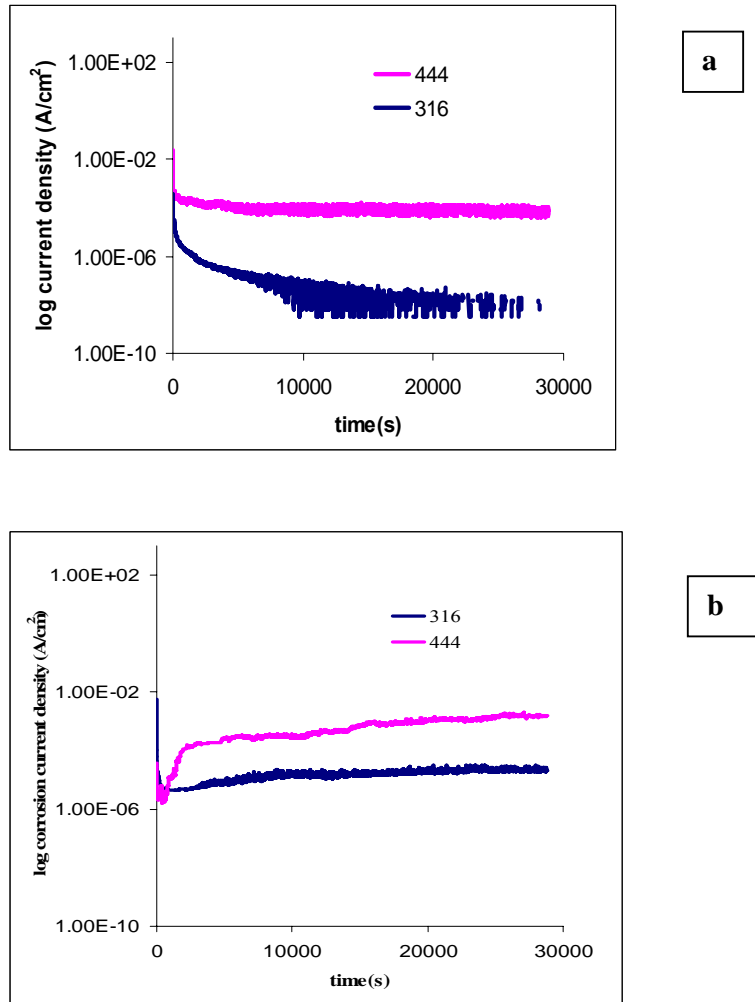 a
log current density (A/cm²)
1.00E+02
1.00E-02
1.00E-06
1.00E-10
444
316
0 10000 20000 30000
time(s)
b
log corrosion current density (A/cm²)
1.00E+02
1.00E-02
1.00E-06
1.00E-10
316
444
0 10000 20000 30000
time(s)